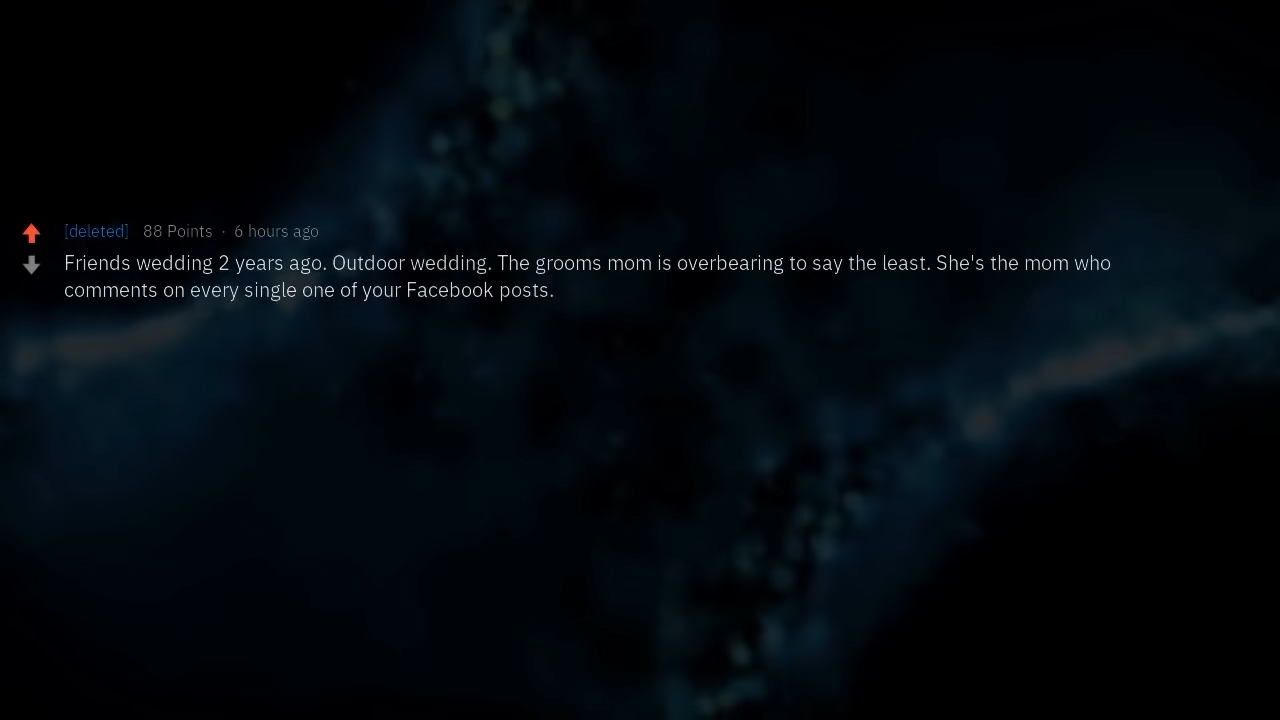 [deleted] 88 Points · 6 hours ago
Friends wedding 2 years ago. Outdoor wedding. The grooms mom is overbearing to say the least. She's the mom who
comments on every single one of your Facebook posts.